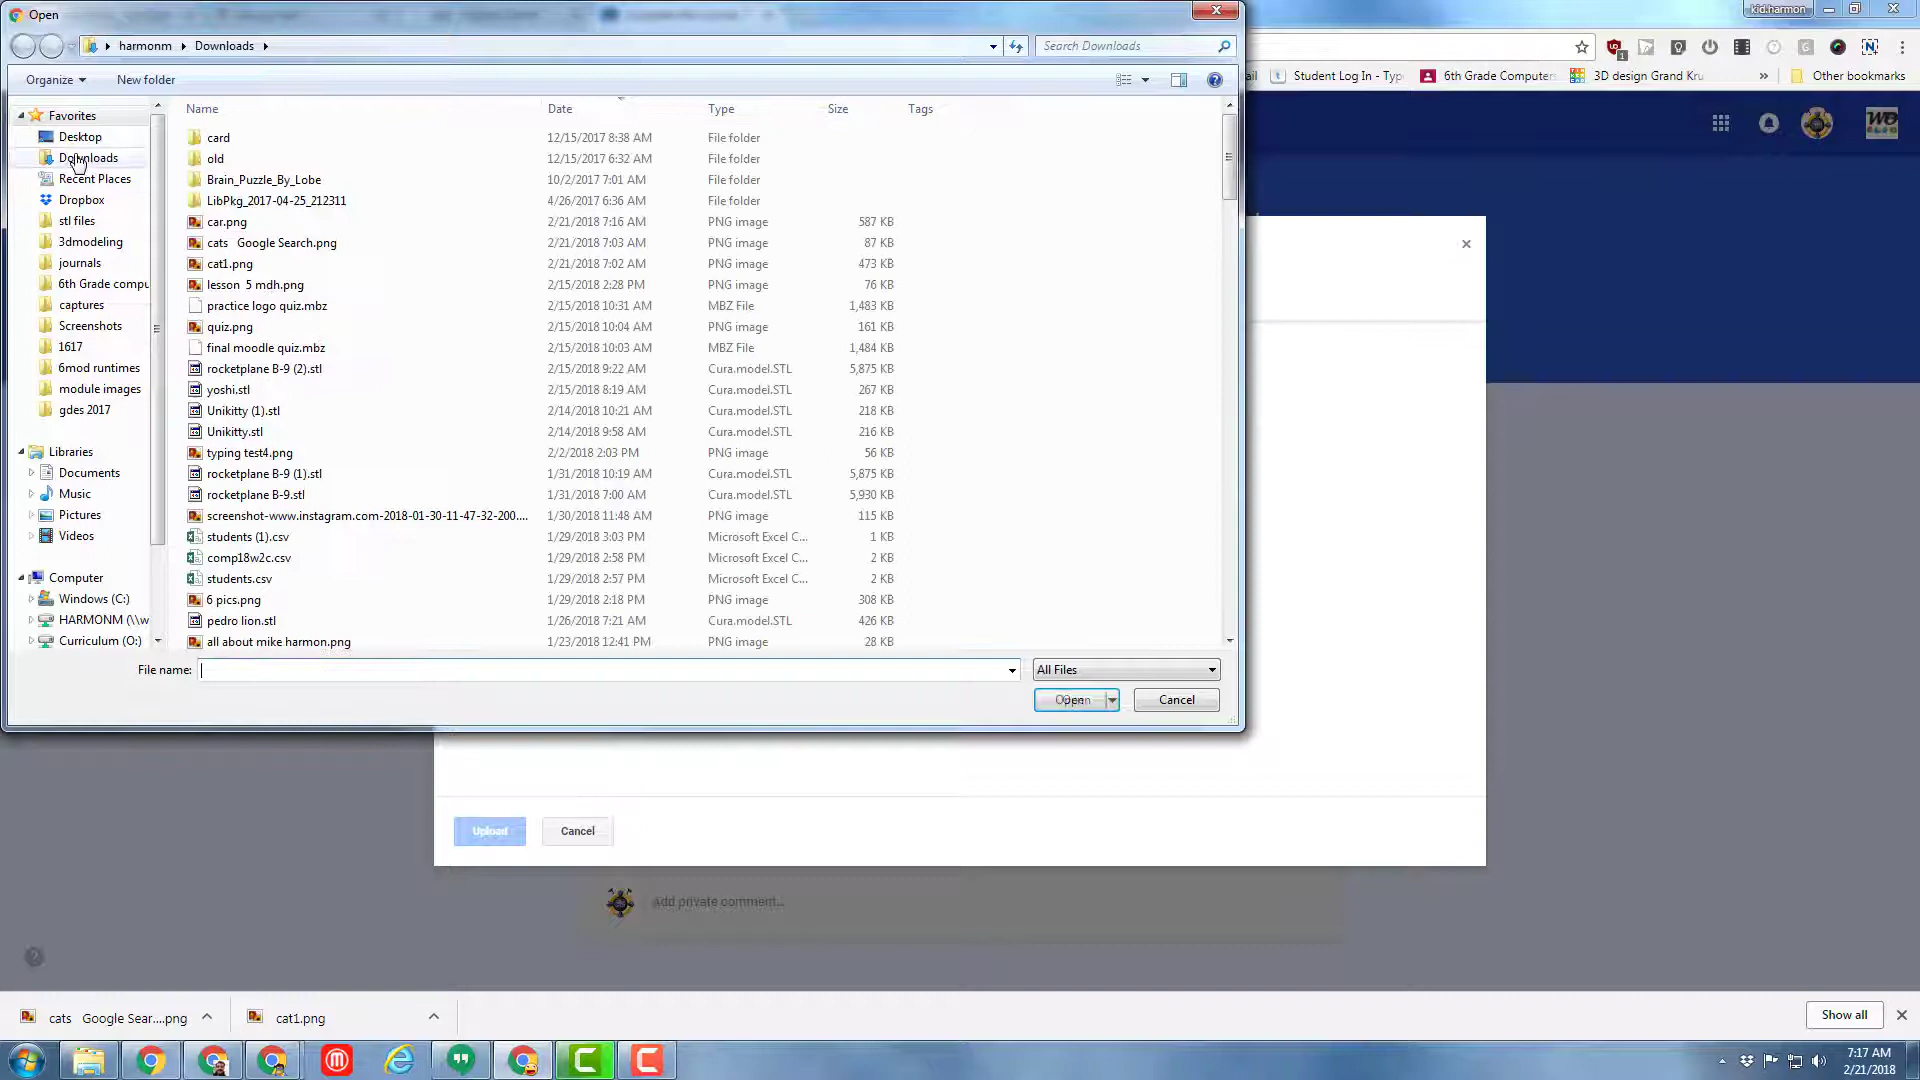 Open
kid.harmon
harmonm
Downloads
Search Downloads
Organize
New folder
ail
Student Log In - Typ
6th Grade Computers
3D design Grand Kru
»
Other bookmarks
Name
Date
Type
Size
Tags
Favorites
Desktop
Downloads
Recent Places
Dropbox
stl files
3dmodeling
journals
6th Grade compu
captures
Screenshots
1617
6mod runtimes
module images
gdes 2017
Libraries
Documents
Music
Pictures
Videos
Computer
Windows (C:)
HARMONM (\\w
Curriculum (O:)
card 12/15/2017 8:38 AM File folder
old 12/15/2017 6:32 AM File folder
Brain_Puzzle_By_Lobe 10/2/2017 7:01 AM File folder
LibPkg_2017-04-25_212311 4/26/2017 6:36 AM File folder
car.png 2/21/2018 7:16 AM PNG image 587 KB
cats Google Search.png 2/21/2018 7:03 AM PNG image 87 KB
cat1.png 2/21/2018 7:02 AM PNG image 473 KB
lesson 5 mdh.png 2/15/2018 2:28 PM PNG image 76 KB
practice logo quiz.mbz 2/15/2018 10:31 AM MBZ File 1,483 KB
quiz.png 2/15/2018 10:04 AM PNG image 161 KB
final moodle quiz.mbz 2/15/2018 10:03 AM MBZ File 1,484 KB
rocketplane B-9 (2).stl 2/15/2018 9:22 AM Cura.model.STL 5,875 KB
yoshi.stl 2/15/2018 8:19 AM Cura.model.STL 267 KB
Unikitty (1).stl 2/14/2018 10:21 AM Cura.model.STL 218 KB
Unikitty.stl 2/14/2018 9:58 AM Cura.model.STL 216 KB
typing test4.png 2/2/2018 2:03 PM PNG image 56 KB
rocketplane B-9 (1).stl 1/31/2018 10:19 AM Cura.model.STL 5,875 KB
rocketplane B-9.stl 1/31/2018 7:00 AM Cura.model.STL 5,930 KB
screenshot-www.instagram.com-2018-01-30-11-47-32-200.... 1/30/2018 11:48 AM PNG image 115 KB
students (1).csv 1/29/2018 3:03 PM Microsoft Excel C... 1 KB
comp18w2c.csv 1/29/2018 2:58 PM Microsoft Excel C... 2 KB
students.csv 1/29/2018 2:57 PM Microsoft Excel C... 2 KB
6 pics.png 1/29/2018 2:18 PM PNG image 308 KB
pedro lion.stl 1/26/2018 7:21 AM Cura.model.STL 426 KB
all about mike harmon.png 1/23/2018 12:41 PM PNG image 28 KB
File name:
All Files
Open
Cancel
Upload
Cancel
Add private comment...
cats Google Sear....png
cat1.png
Show all
7:17 AM
2/21/2018